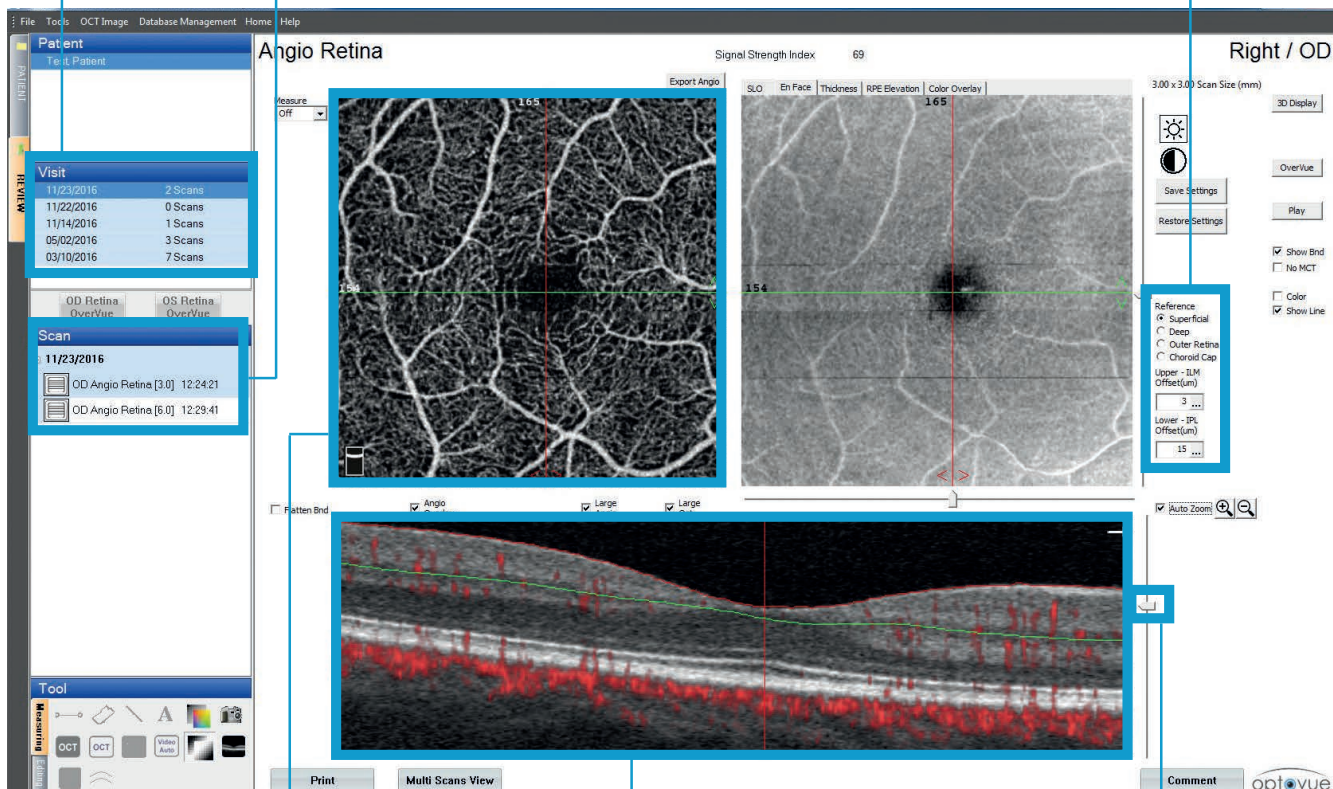 File Tools OCT Image Database Management Home Help
PATIENT
REVIEW
Patient
Test Patient
Visit
11/23/2016 2 Scans
11/22/2016 0 Scans
11/14/2016 1 Scans
05/02/2016 3 Scans
03/10/2016 7 Scans
OD Retina OverVue
OS Retina OverVue
Scan
11/23/2016
OD Angio Retina [3.0] 12:24:21
OD Angio Retina [6.0] 12:29:41
Tool
Measuring
Editing
A
OCT
OCT
Video Auto
Angio Retina
Signal Strength Index 69
Right / OD
Measure
Off
Export Angio
165
154
SLO En Face Thickness RPE Elevation Color Overlay
165
154
3.00 x 3.00 Scan Size (mm)
3D Display
OverVue
Save Settings
Restore Settings
Play
Show Bnd
No MCT
Color
Show Line
Reference
Superficial
Deep
Outer Retina
Choroid Cap
Upper - ILM
Offset(um)
3 ...
Lower - IPL
Offset(um)
15 ...
Flatten Bnd
Angio
Large
Large
Auto Zoom
Print
Multi Scans View
Comment
optovue